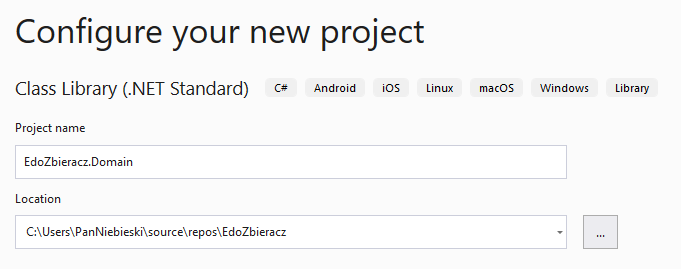 Configure your new project
Class Library (.NET Standard) C# Android iOS Linux macOS Windows Library
Project name
EdoZbieracz.Domain
Location
C:\Users\PanNiebieski\source\repos\EdoZbieracz ...